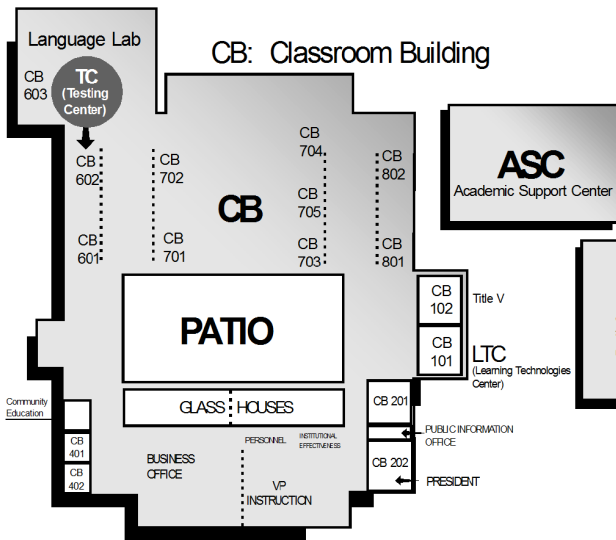 Language Lab
CB: Classroom Building
CB
603
TC
(Testing
Center)
CB
602
CB
702
CB
704
CB
802
CB
CB
705
CB
601
CB
701
CB
703
CB
801
ASC
Academic Support Center
PATIO
CB
102
Title V
CB
101
LTC
(Learning Technologies
Center)
GLASS HOUSES
CB 201
PUBLIC INFORMATION
OFFICE
CB 202
PRESIDENT
Community
Education
CB
401
CB
402
BUSINESS
OFFICE
PERSONNEL
INSTITUTIONAL
EFFECTIVENESS
VP
INSTRUCTION